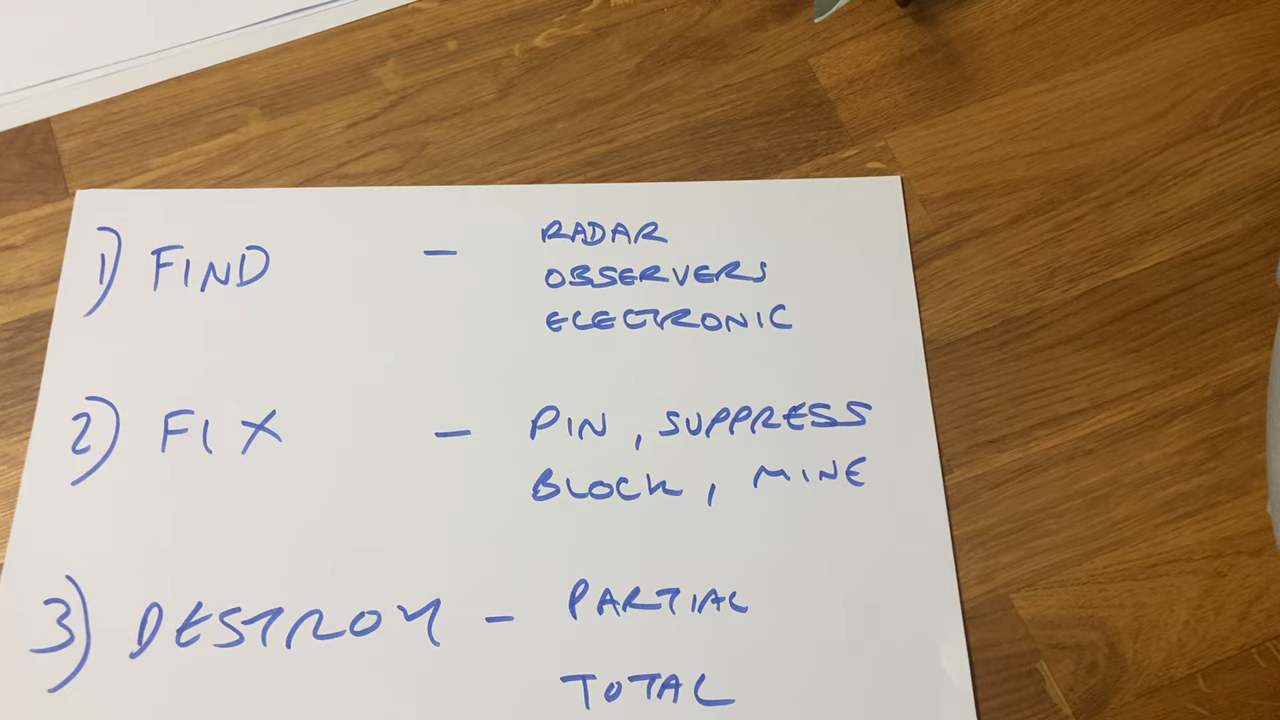 1) FIND - RADAR
OBSERVERS
ELECTRONIC
2) FIX - PIN, SUPPRESS
BLOCK, MINE
3) DESTROY - PARTIAL
TOTAL